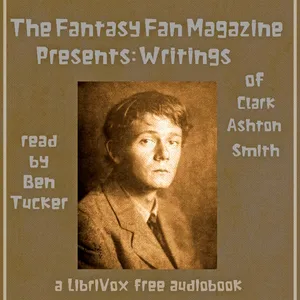 The Fantasy Fan Magazine
Presents: Writings
of
Clark
Ashton
Smith
read
by
Ben
Tucker
a LibriVox free audiobook